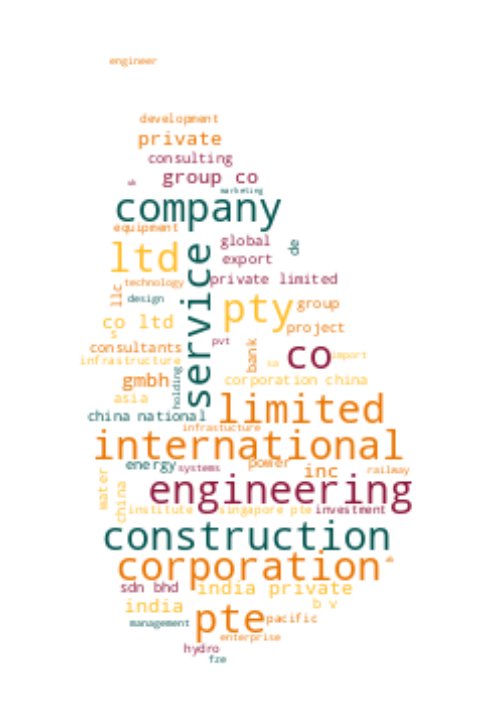 engineer
development
private
consulting
group co
marketing
company
equipment
global
de
export
ltd
service
technology
private limited
llc
design
pty
group
co ltd
project
s
pvt
consultants
bank
co
import
infrastructure
sa
gmbh
holding
corporation china
asia
limited
china national
infrastucture
international
energy
systems
power
inc
railway
water
china
engineering
institute
singapore pte
investment
construction
corporation
sdn bhd
india private
india
b v
management
pte
pacific
enterprise
hydro
fze